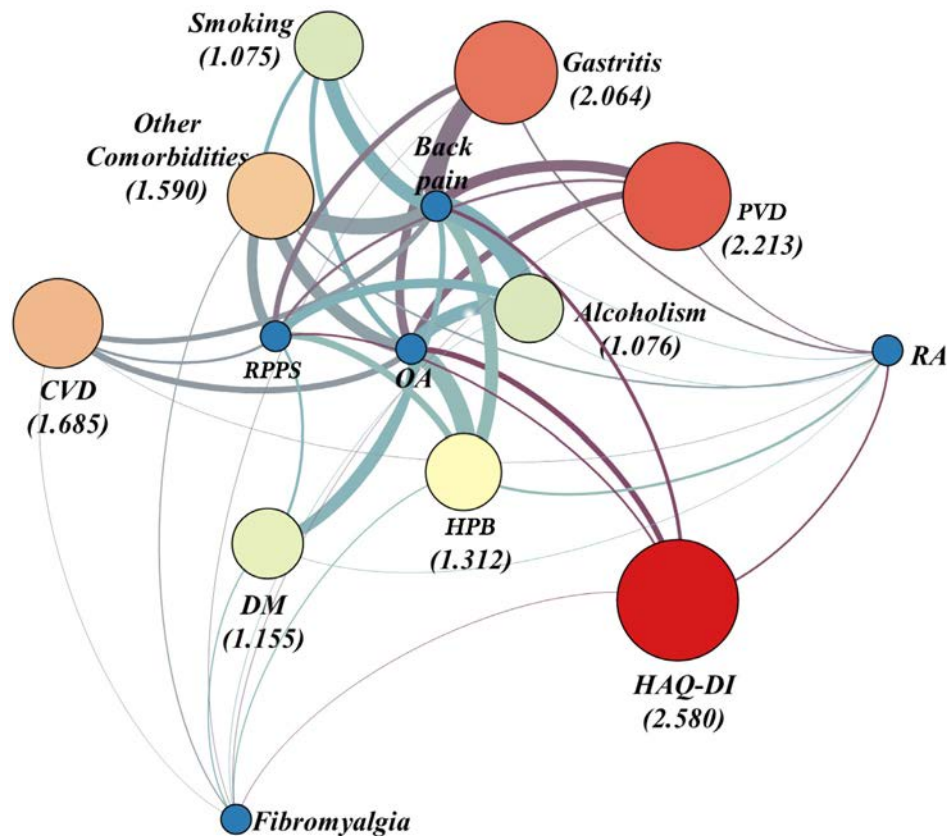 Smoking
(1.075)
Gastritis
(2.064)
Other
Comorbidities
(1.590)
Back
pain
PVD
(2.213)
Alcoholism
(1.076)
CVD
(1.685)
RPPS
OA
RA
HPB
(1.312)
DM
(1.155)
HAQ-DI
(2.580)
Fibromyalgia